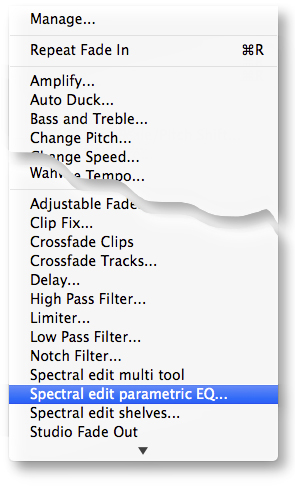 Manage...
Repeat Fade In ⌘R
Amplify...
Auto Duck...
Bass and Treble...
Change Pitch...
Change Speed...
Tempo...
Adjustable Fade
Clip Fix...
Crossfade Clips
Crossfade Tracks...
Delay...
High Pass Filter...
Limiter...
Low Pass Filter...
Notch Filter...
Spectral edit multi tool
Spectral edit parametric EQ...
Spectral edit shelves...
Studio Fade Out